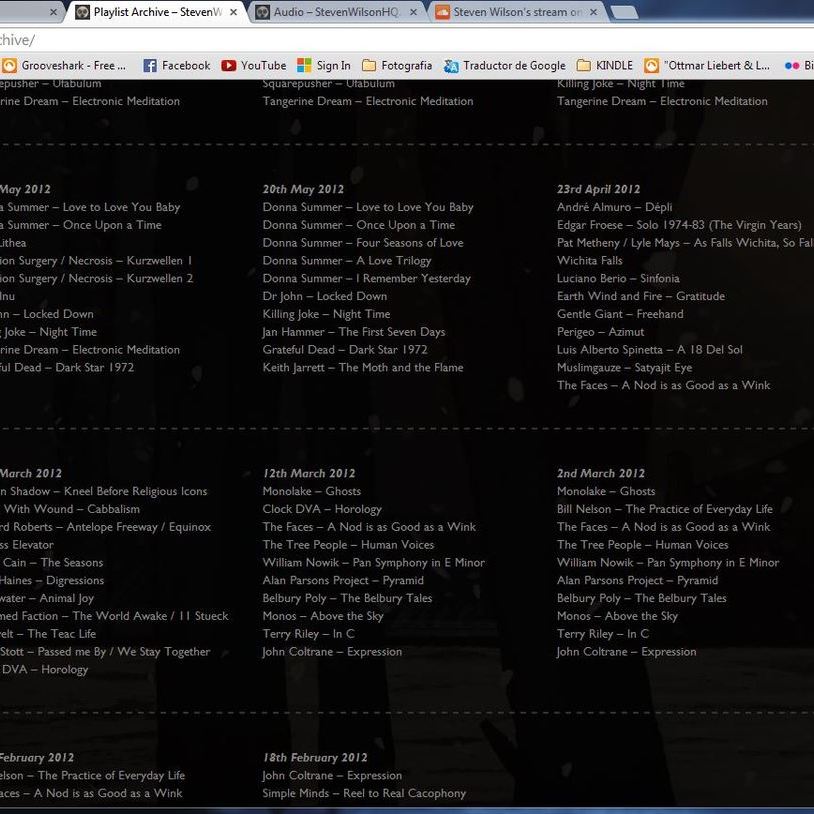 Playlist Archive – StevenW
Audio – StevenWilsonHQ.
Steven Wilson's stream on
chive/
Grooveshark - Free ...
Facebook
YouTube
Sign In
Fotografia
Traductor de Google
KINDLE
"Ottmar Liebert & L...
Bi
epusher – Ufabulum
erine Dream – Electronic Meditation
Squarepusher – Ufabulum
Tangerine Dream – Electronic Meditation
Killing Joke – Night Time
Tangerine Dream – Electronic Meditation
May 2012
a Summer – Love to Love You Baby
a Summer – Once Upon a Time
Lithea
ion Surgery / Necrosis – Kurzwellen 1
ion Surgery / Necrosis – Kurzwellen 2
lnu
hn – Locked Down
g Joke – Night Time
erine Dream – Electronic Meditation
ful Dead – Dark Star 1972
20th May 2012
Donna Summer – Love to Love You Baby
Donna Summer – Once Upon a Time
Donna Summer – Four Seasons of Love
Donna Summer – A Love Trilogy
Donna Summer – I Remember Yesterday
Dr John – Locked Down
Killing Joke – Night Time
Jan Hammer – The First Seven Days
Grateful Dead – Dark Star 1972
Keith Jarrett – The Moth and the Flame
23rd April 2012
André Almuro – Dépli
Edgar Froese – Solo 1974-83 (The Virgin Years)
Pat Metheny / Lyle Mays – As Falls Wichita, So Fal
Wichita Falls
Luciano Berio – Sinfonia
Earth Wind and Fire – Gratitude
Gentle Giant – Freehand
Perigeo – Azimut
Luis Alberto Spinetta – A 18 Del Sol
Muslimgauze – Satyajit Eye
The Faces – A Nod is as Good as a Wink
March 2012
n Shadow – Kneel Before Religious Icons
With Wound – Cabbalism
rd Roberts – Antelope Freeway / Equinox
ss Elevator
Cain – The Seasons
Haines – Digressions
water – Animal Joy
med Faction – The World Awake / 11 Stueck
velt – The Teac Life
Stott – Passed me By / We Stay Together
DVA – Horology
12th March 2012
Monolake – Ghosts
Clock DVA – Horology
The Faces – A Nod is as Good as a Wink
The Tree People – Human Voices
William Nowik – Pan Symphony in E Minor
Alan Parsons Project – Pyramid
Belbury Poly – The Belbury Tales
Monos – Above the Sky
Terry Riley – In C
John Coltrane – Expression
2nd March 2012
Monolake – Ghosts
Bill Nelson – The Practice of Everyday Life
The Faces – A Nod is as Good as a Wink
The Tree People – Human Voices
William Nowik – Pan Symphony in E Minor
Alan Parsons Project – Pyramid
Belbury Poly – The Belbury Tales
Monos – Above the Sky
Terry Riley – In C
John Coltrane – Expression
February 2012
elson – The Practice of Everyday Life
aces – A Nod is as Good as a Wink
18th February 2012
John Coltrane – Expression
Simple Minds – Reel to Real Cacophony